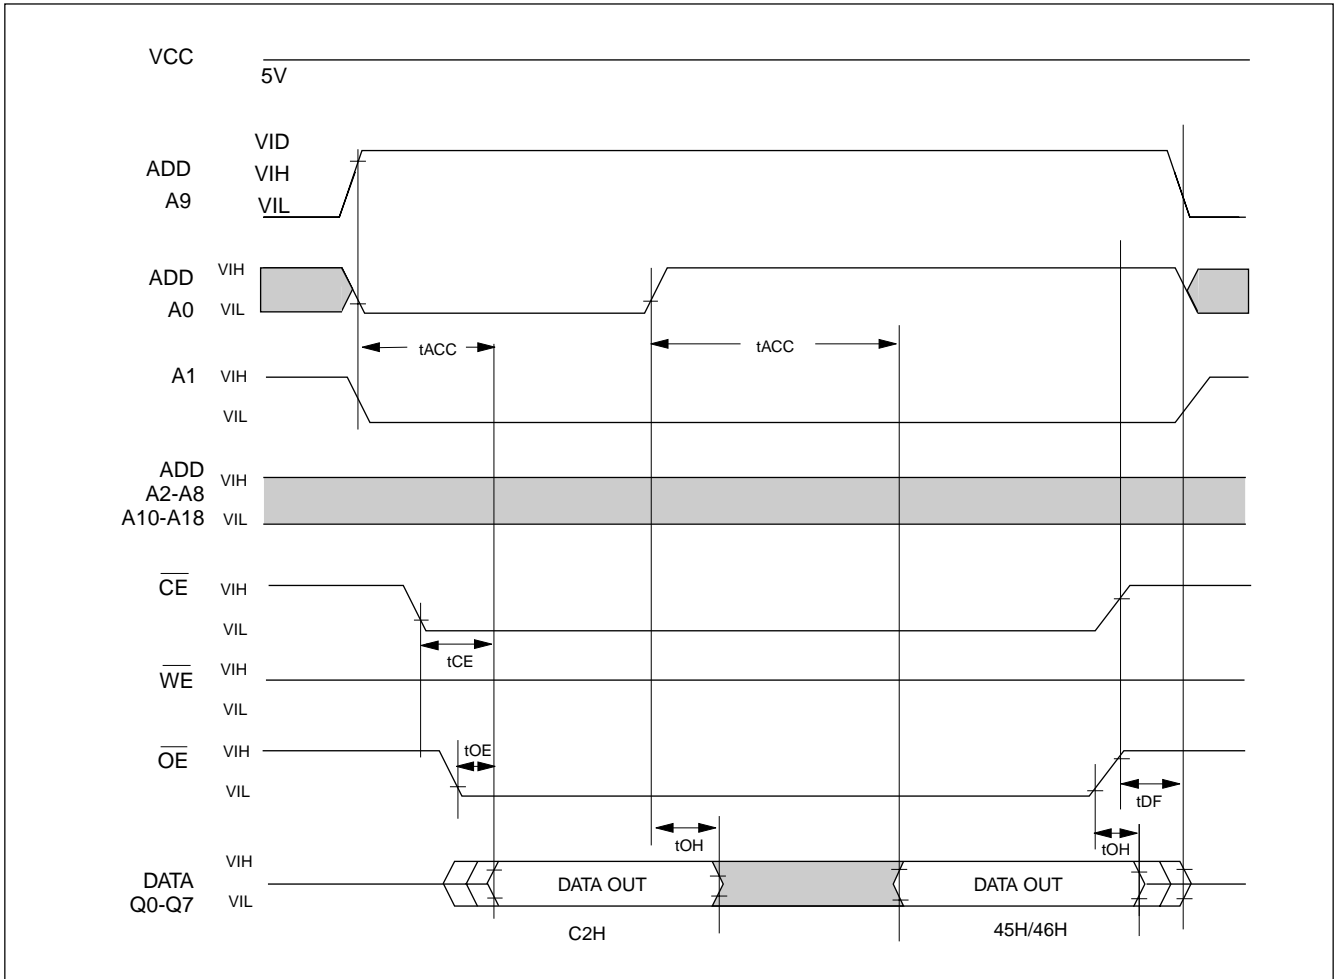 VCC
5V
VID
ADD
VIH
A9
VIL
ADD
VIH
A0
VIL
tACC
tACC
A1
VIH
VIL
ADD
A2-A8
A10-A18
VIH
VIL
CE
VIH
VIL
tCE
WE
VIH
VIL
OE
VIH
VIL
tOE
tDF
tOH
tOH
DATA
Q0-Q7
VIH
VIL
DATA OUT
DATA OUT
C2H
45H/46H